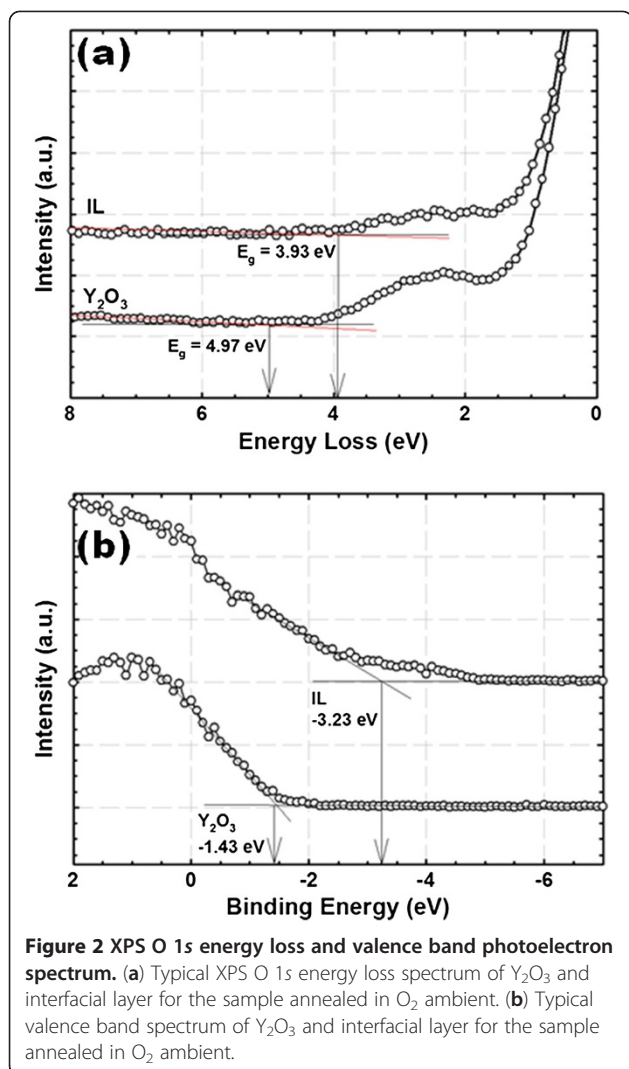 (a)
Intensity (a.u.)
IL
E_g = 3.93 eV
Y₂O₃
E_g = 4.97 eV
8 6 4 2 0
Energy Loss (eV)
(b)
Intensity (a.u.)
IL
-3.23 eV
Y₂O₃
-1.43 eV
2 0 -2 -4 -6
Binding Energy (eV)
Figure 2 XPS O 1s energy loss and valence band photoelectron
spectrum. (a) Typical XPS O 1s energy loss spectrum of Y₂O₃ and
interfacial layer for the sample annealed in O₂ ambient. (b) Typical
valence band spectrum of Y₂O₃ and interfacial layer for the sample
annealed in O₂ ambient.